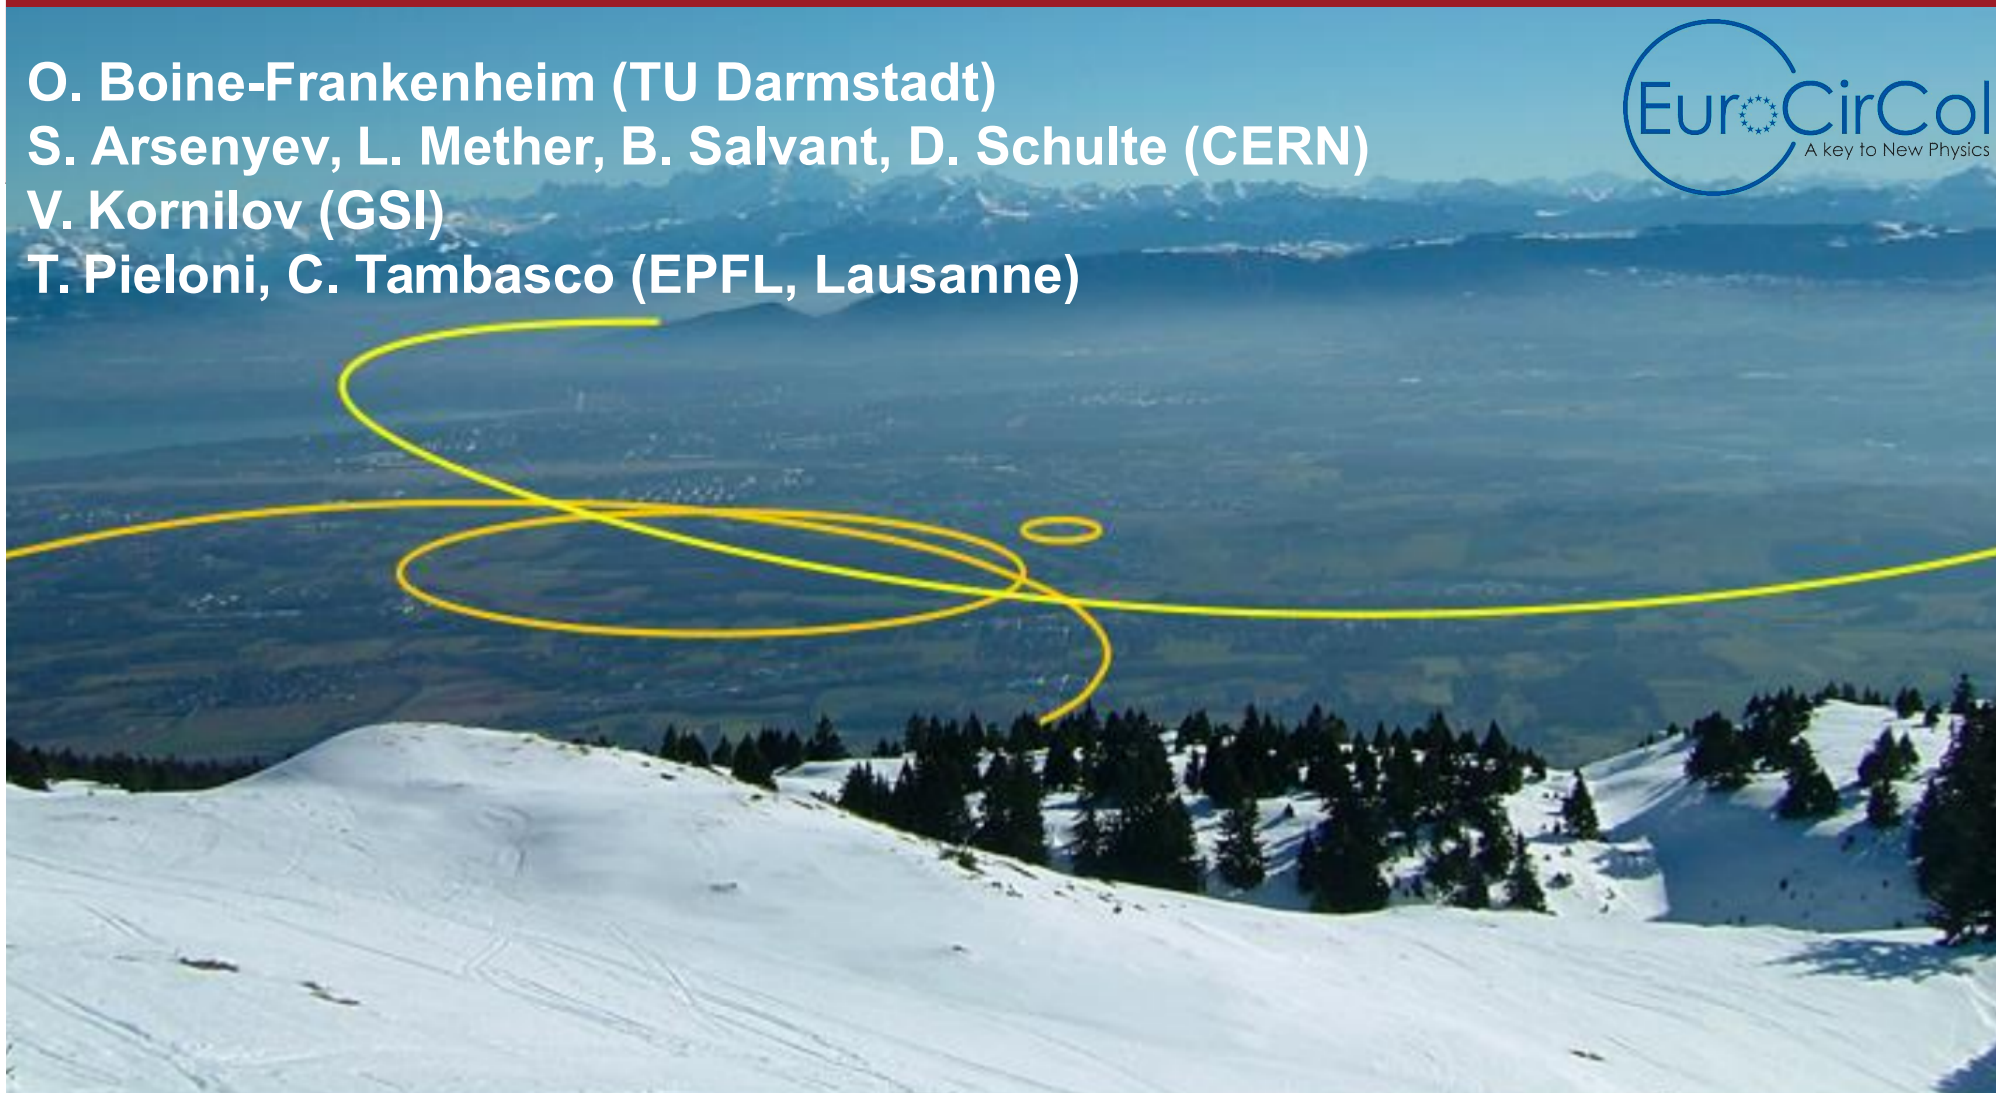 O. Boine-Frankenheim (TU Darmstadt)
S. Arsenyev, L. Mether, B. Salvant, D. Schulte (CERN)
V. Kornilov (GSI)
T. Pieloni, C. Tambasco (EPFL, Lausanne)
EuroCirCol
A key to New Physics